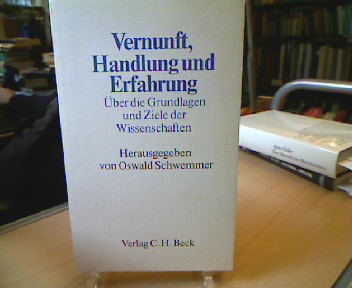 Vernunft,
Handlung und
Erfahrung
Über die Grundlagen
und Ziele der
Wissenschaften
Herausgegeben
von Oswald Schwemmer
Verlag C. H. Beck